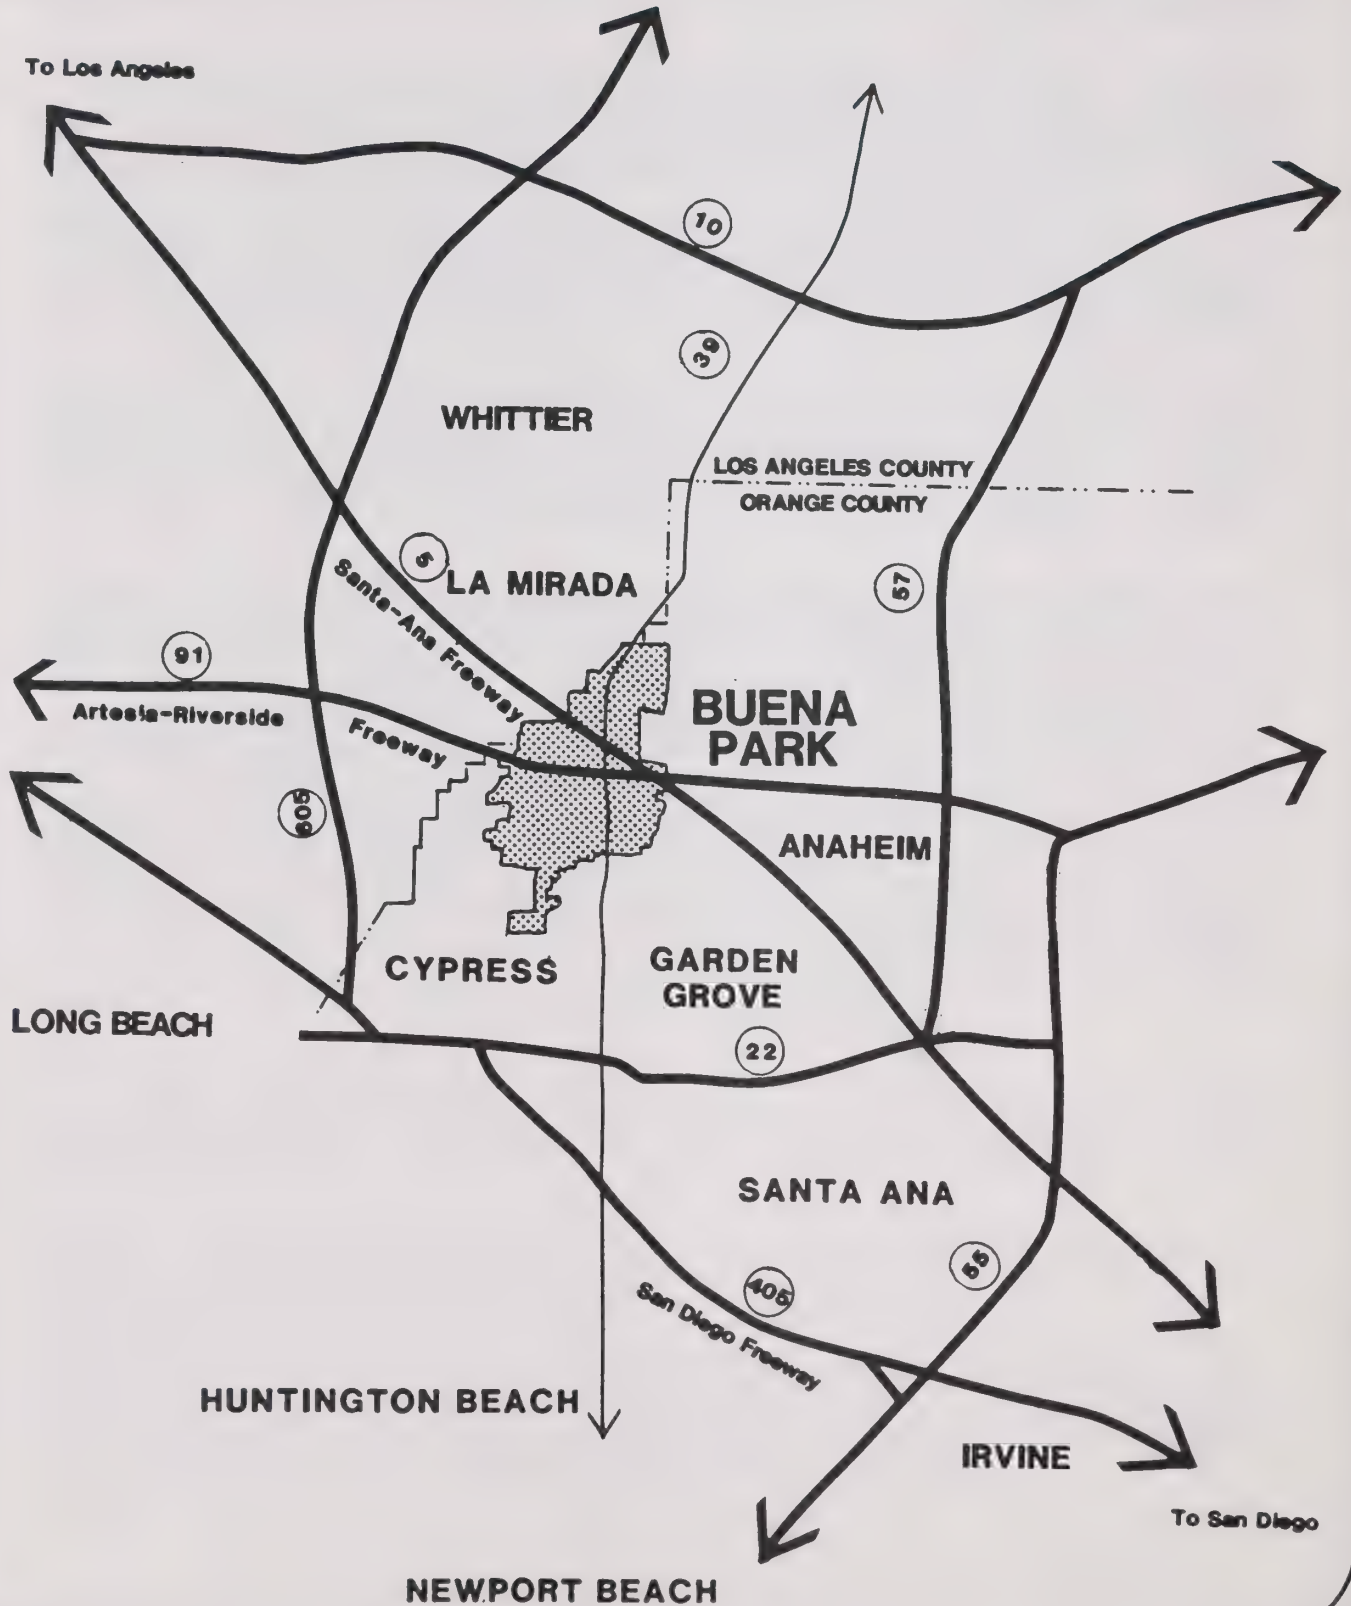 To Los Angeles
10
39
WHITTIER
LOS ANGELES COUNTY
ORANGE COUNTY
5
LA MIRADA
57
Santa-Ana Freeway
91
Artesia-Riverside
Freeway
BUENA
PARK
605
ANAHEIM
CYPRESS
GARDEN
GROVE
LONG BEACH
22
SANTA ANA
55
405
San Diego Freeway
HUNTINGTON BEACH
IRVINE
To San Diego
NEWPORT BEACH